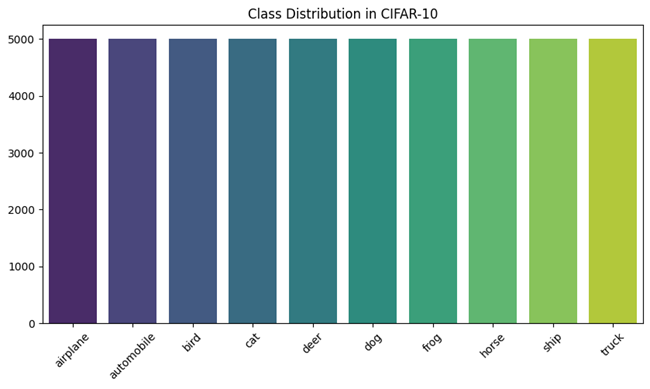 Class Distribution in CIFAR-10
5000
4000
3000
2000
1000
0
airplane
automobile
bird
cat
deer
dog
frog
horse
ship
truck